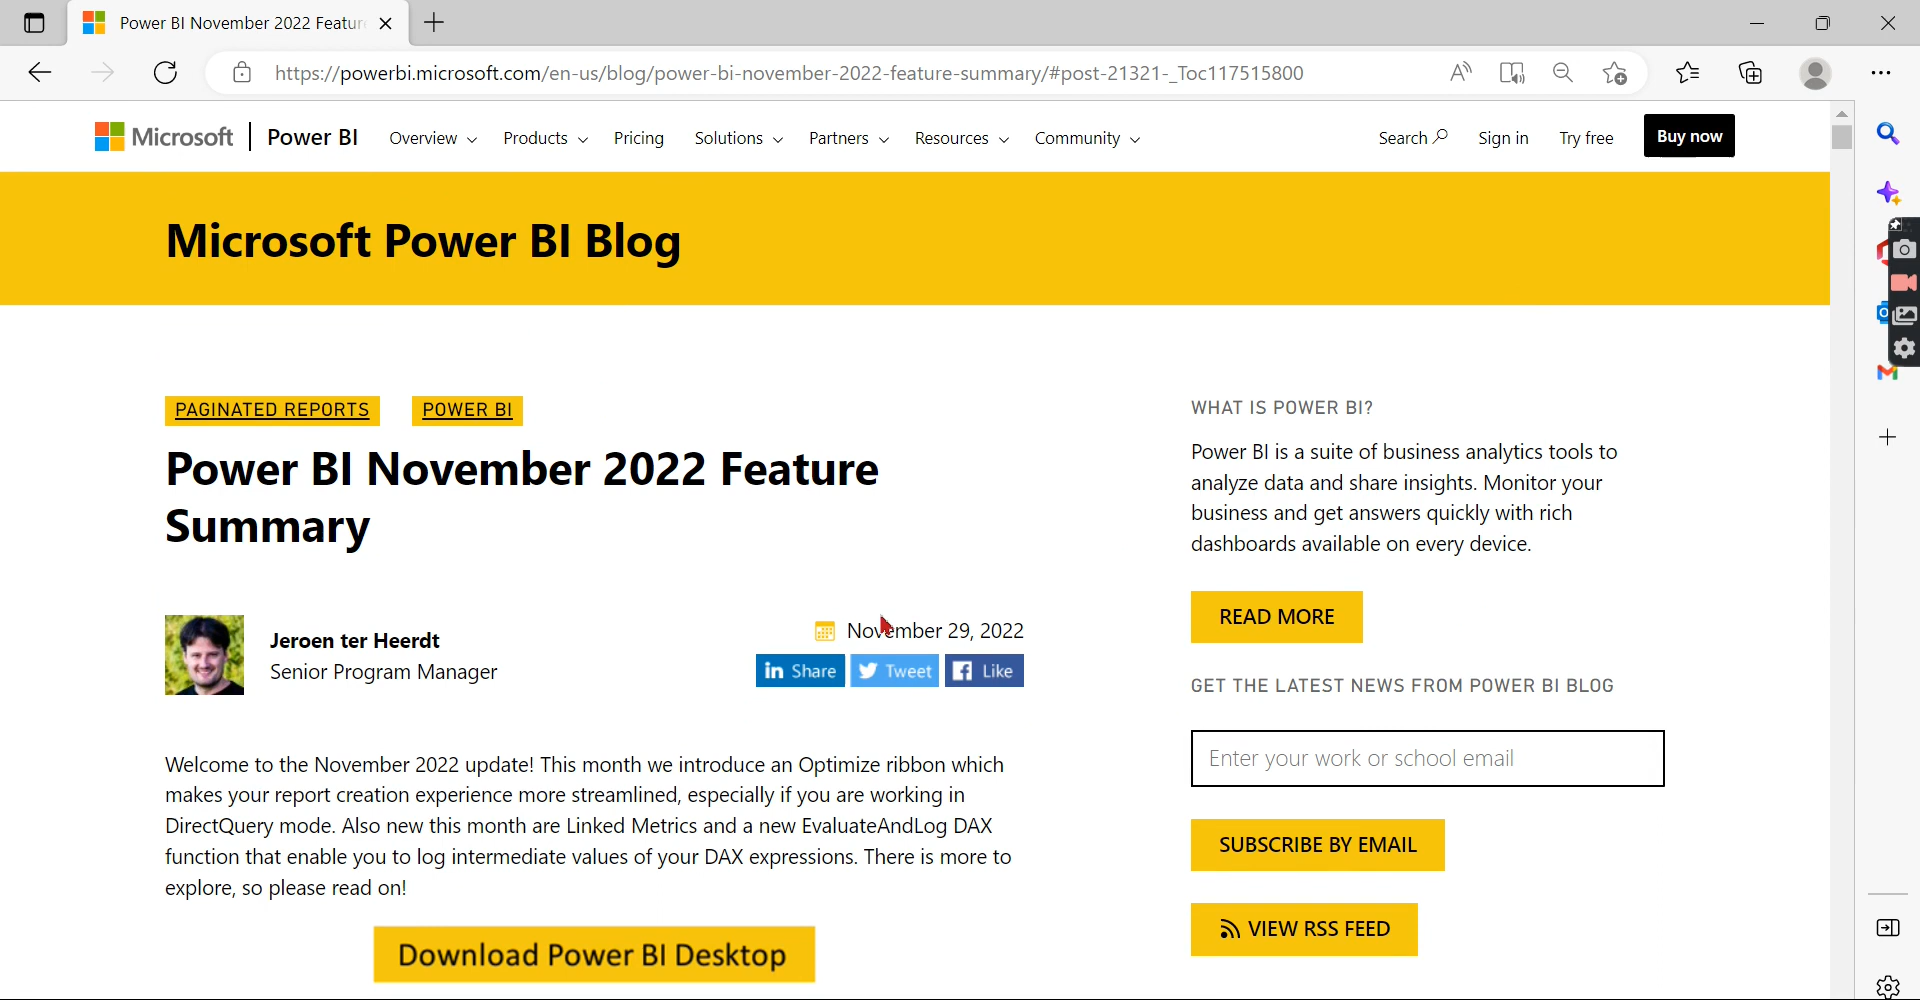 Power BI November 2022 Featur
https://powerbi.microsoft.com/en-us/blog/power-bi-november-2022-feature-summary/#post-21321-_Toc117515800
Microsoft Power BI Overview Products Pricing Solutions Partners Resources Community Search Sign in Try free Buy now
Microsoft Power BI Blog
PAGINATED REPORTS POWER BI
Power BI November 2022 Feature
Summary
Jeroen ter Heerdt
Senior Program Manager
November 29, 2022
in Share Tweet Like
Welcome to the November 2022 update! This month we introduce an Optimize ribbon which
makes your report creation experience more streamlined, especially if you are working in
DirectQuery mode. Also new this month are Linked Metrics and a new EvaluateAndLog DAX
function that enable you to log intermediate values of your DAX expressions. There is more to
explore, so please read on!
Download Power BI Desktop
WHAT IS POWER BI?
Power BI is a suite of business analytics tools to
analyze data and share insights. Monitor your
business and get answers quickly with rich
dashboards available on every device.
READ MORE
GET THE LATEST NEWS FROM POWER BI BLOG
Enter your work or school email
SUBSCRIBE BY EMAIL
VIEW RSS FEED